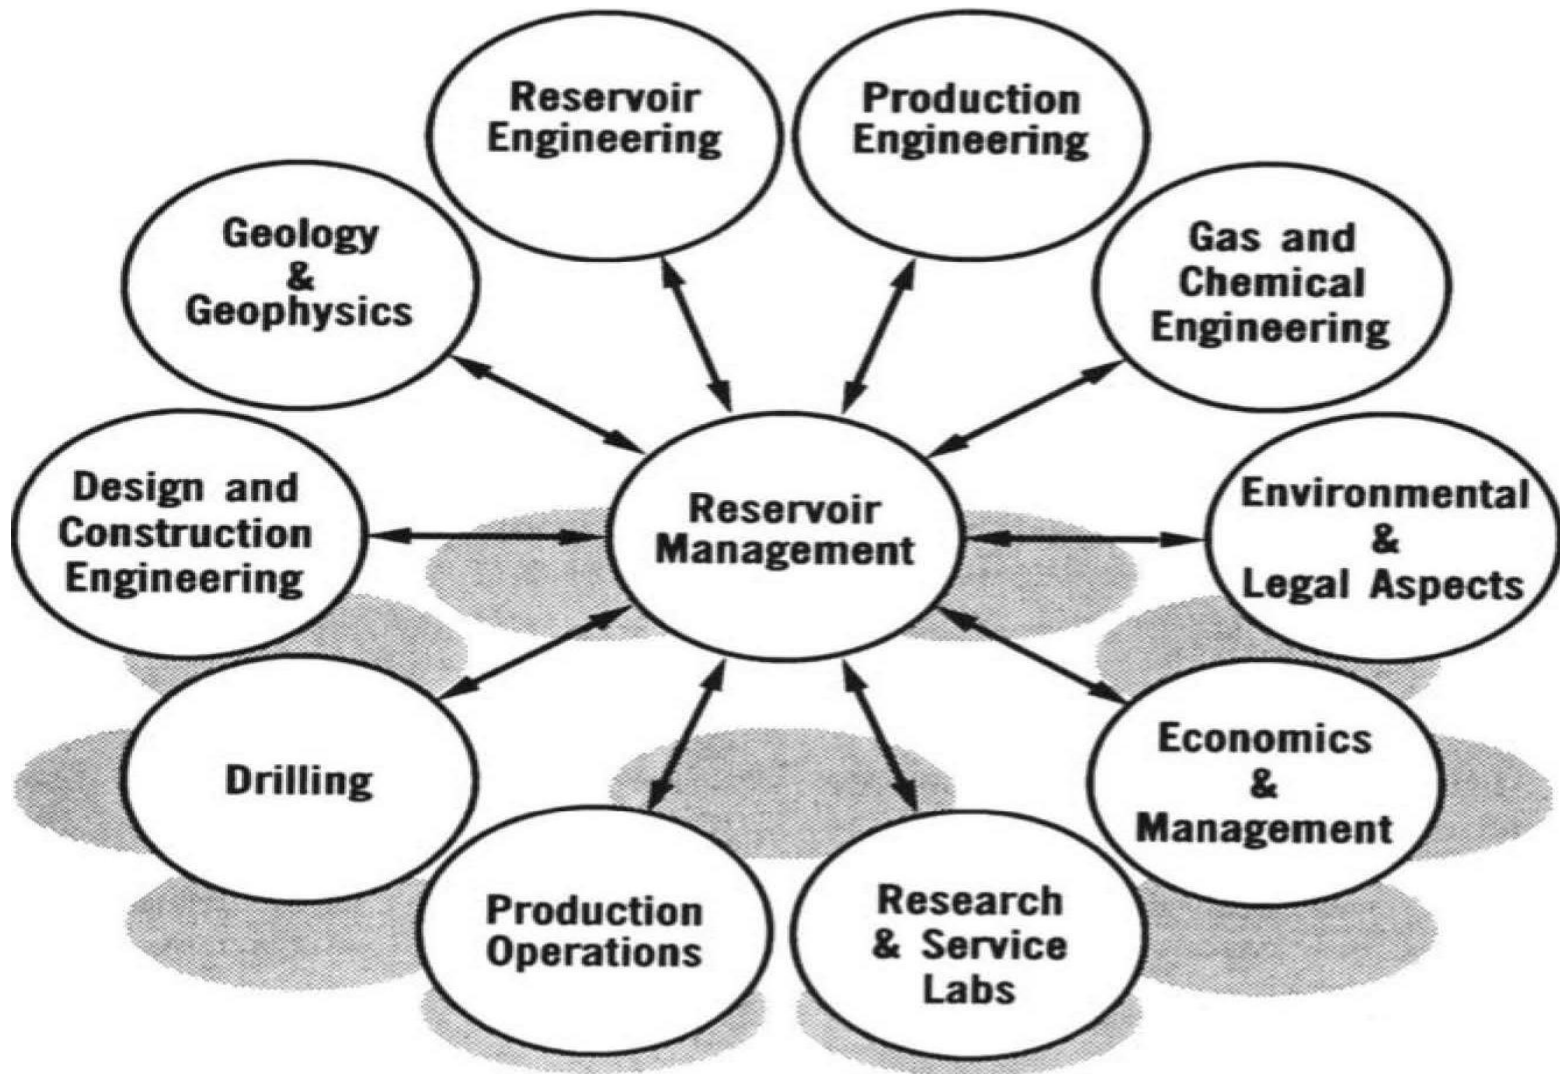 Reservoir
Engineering
Production
Engineering
Geology
&
Geophysics
Gas and
Chemical
Engineering
Design and
Construction
Engineering
Reservoir
Management
Environmental
&
Legal Aspects
Drilling
Economics
&
Management
Production
Operations
Research
& Service
Labs